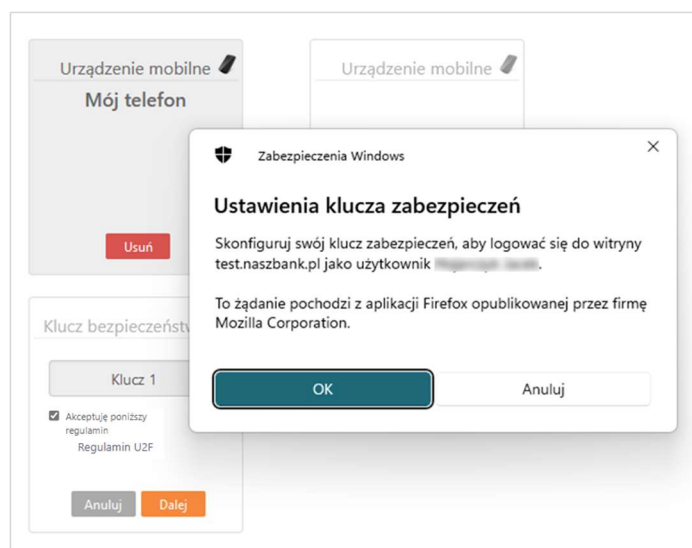 Urządzenie mobilne
Mój telefon
Usuń
Urządzenie mobilne
Zabezpieczenia Windows
Ustawienia klucza zabezpieczeń
Skonfiguruj swój klucz zabezpieczeń, aby logować się do witryny
test.naszbank.pl jako użytkownik .
To żądanie pochodzi z aplikacji Firefox opublikowanej przez firmę
Mozilla Corporation.
OK
Anuluj
Klucz bezpieczeństw
Klucz 1
Akceptuję poniższy
regulamin
Regulamin U2F
Anuluj
Dalej